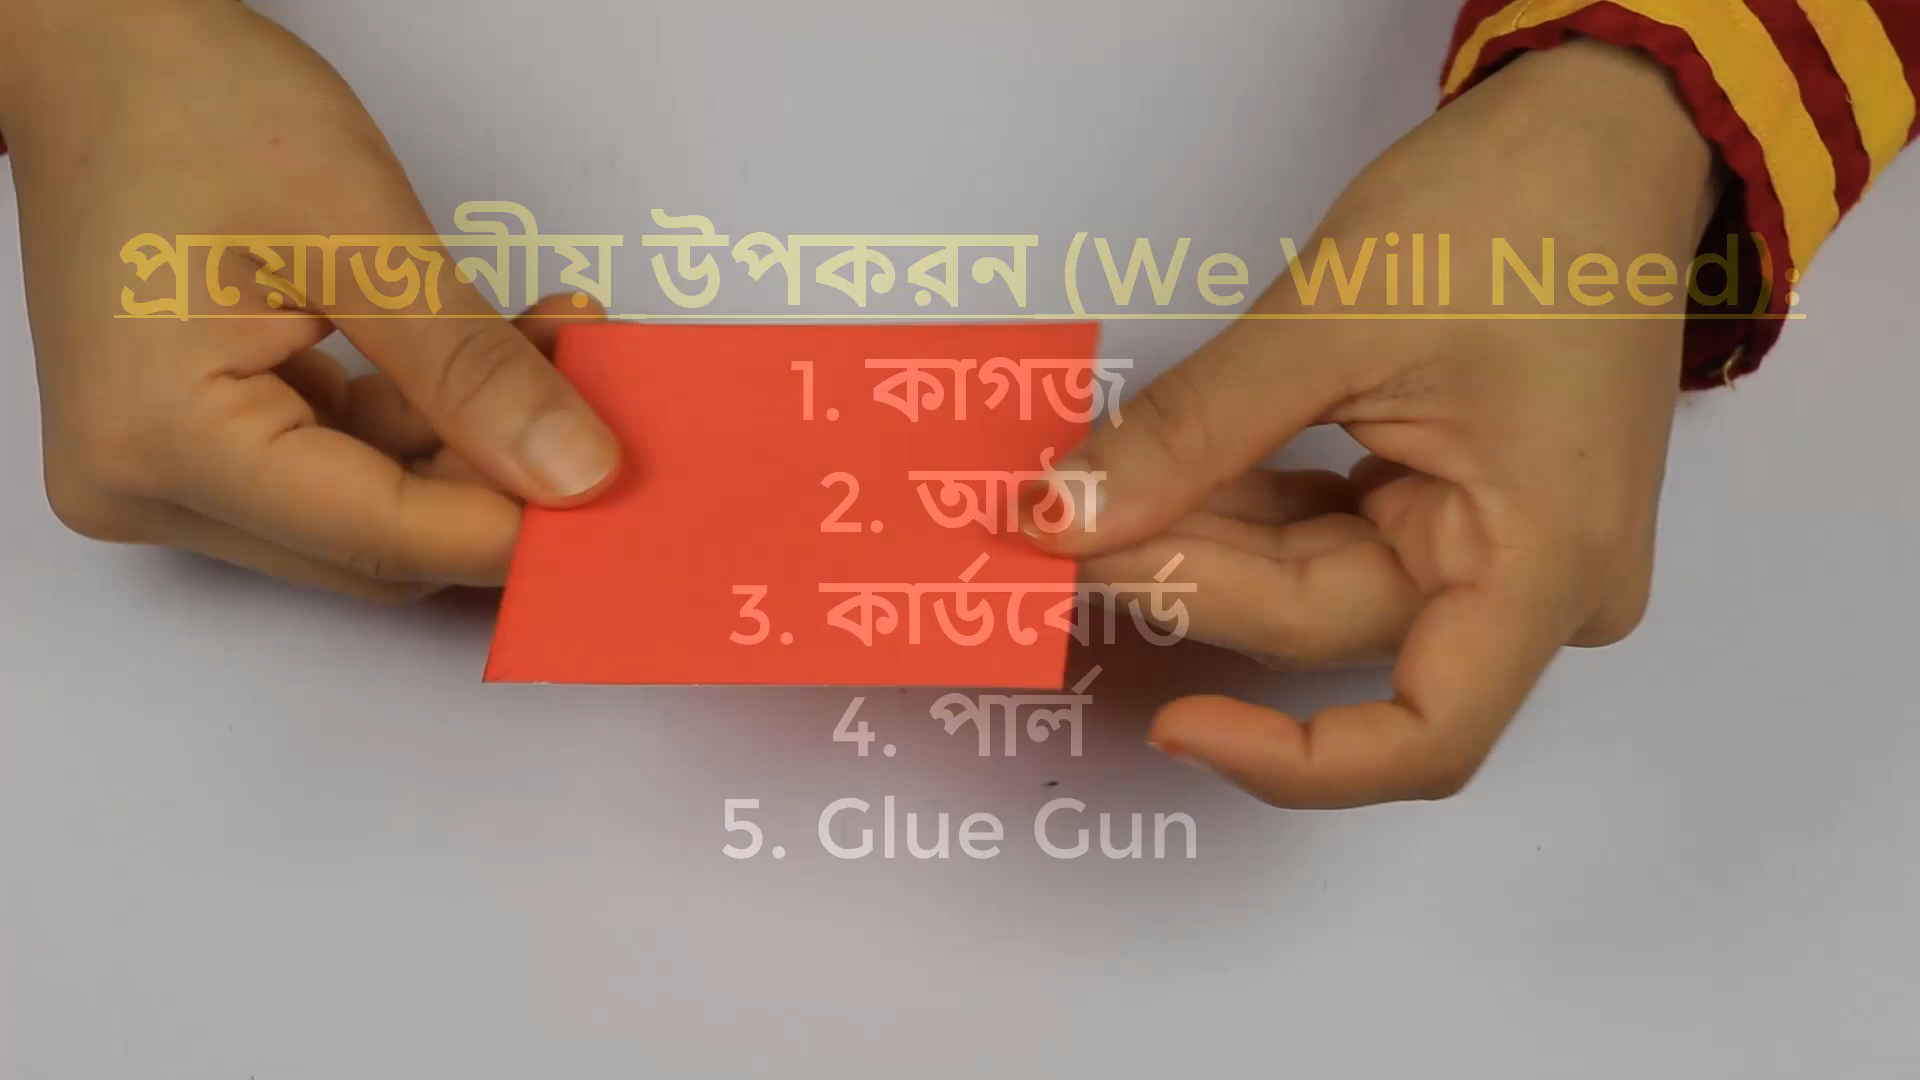 প্রয়োজনীয় উপকরন (We Will Need):
1. কাগজ
2. আঠা
3. কার্ডবোর্ড
4. পার্ল
5. Glue Gun